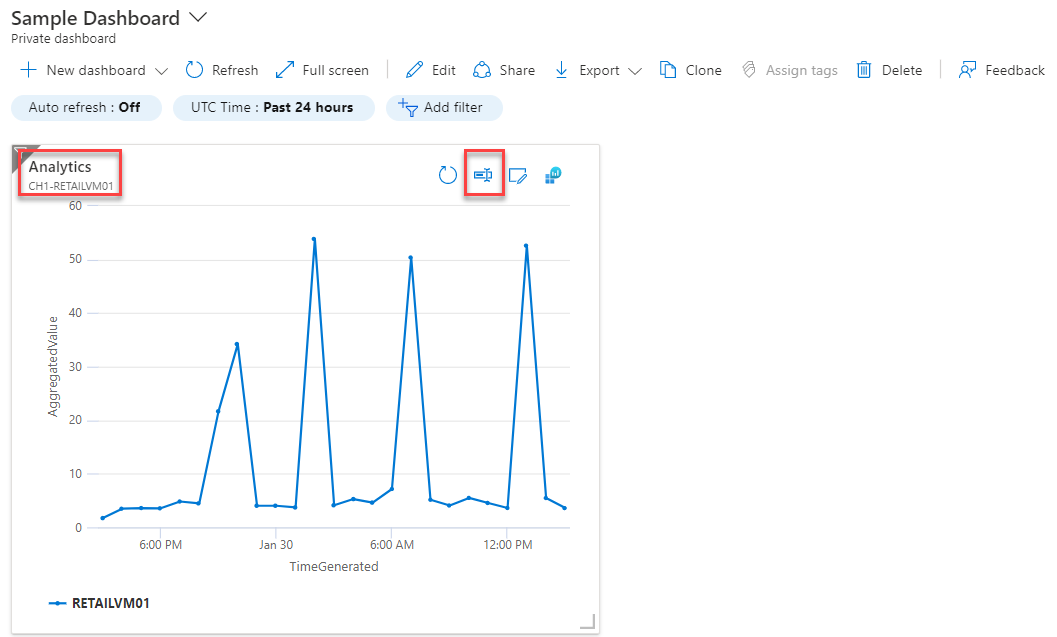 Sample Dashboard
Private dashboard
New dashboard Refresh Full screen Edit Share Export Clone Assign tags Delete Feedback
Auto refresh : Off UTC Time : Past 24 hours Add filter
Analytics
CH1-RETAILVM01
60
50
40
30
20
10
0
AggregatedValue
6:00 PM Jan 30 6:00 AM 12:00 PM
TimeGenerated
RETAILVM01